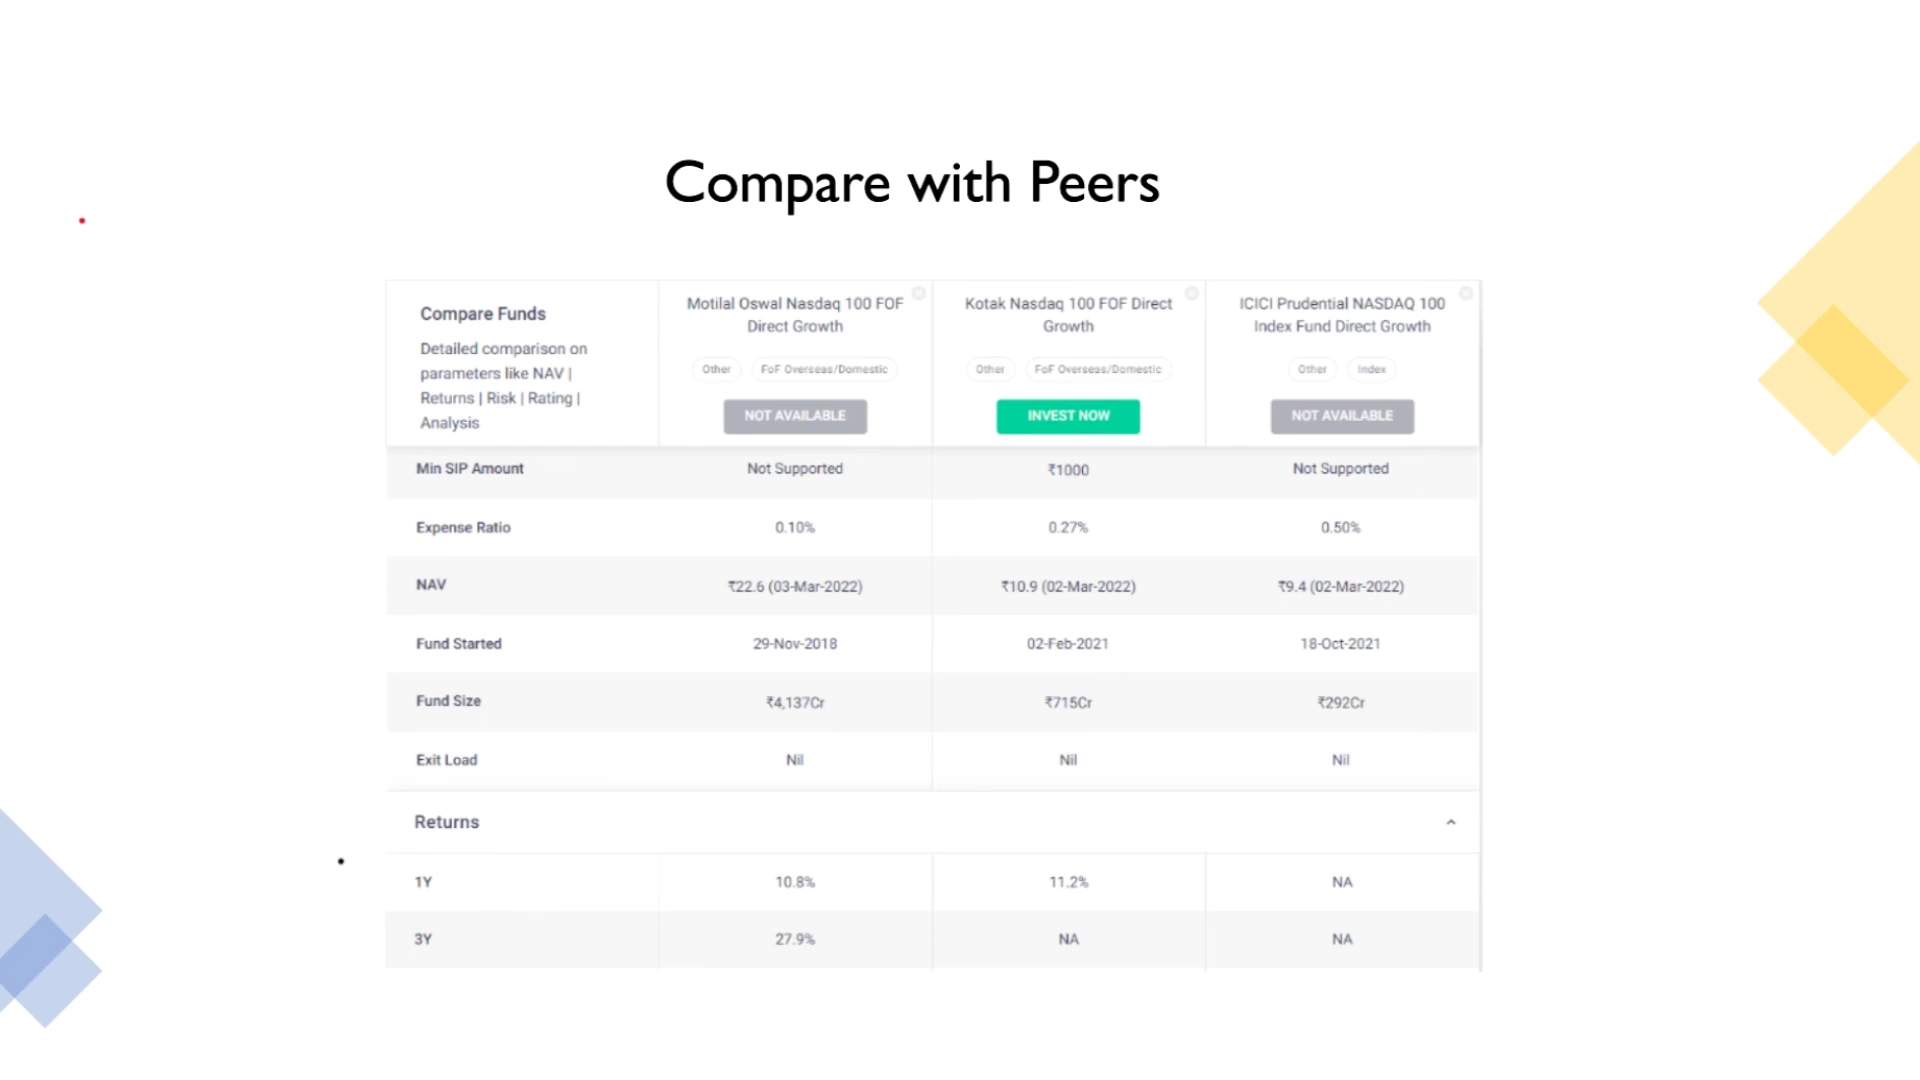 Compare with Peers
Compare Funds
Detailed comparison on
parameters like NAV |
Returns | Risk | Rating |
Analysis
Motilal Oswal Nasdaq 100 FOF
Direct Growth
Other FoF Overseas/Domestic
NOT AVAILABLE
Kotak Nasdaq 100 FOF Direct
Growth
Other FoF Overseas/Domestic
INVEST NOW
ICICI Prudential NASDAQ 100
Index Fund Direct Growth
Other Index
NOT AVAILABLE
Min SIP Amount Not Supported ₹1000 Not Supported
Expense Ratio 0.10% 0.27% 0.50%
NAV ₹22.6 (03-Mar-2022) ₹10.9 (02-Mar-2022) ₹9.4 (02-Mar-2022)
Fund Started 29-Nov-2018 02-Feb-2021 18-Oct-2021
Fund Size ₹4,137Cr ₹715Cr ₹292Cr
Exit Load Nil Nil Nil
Returns
1Y 10.8% 11.2% NA
3Y 27.9% NA NA